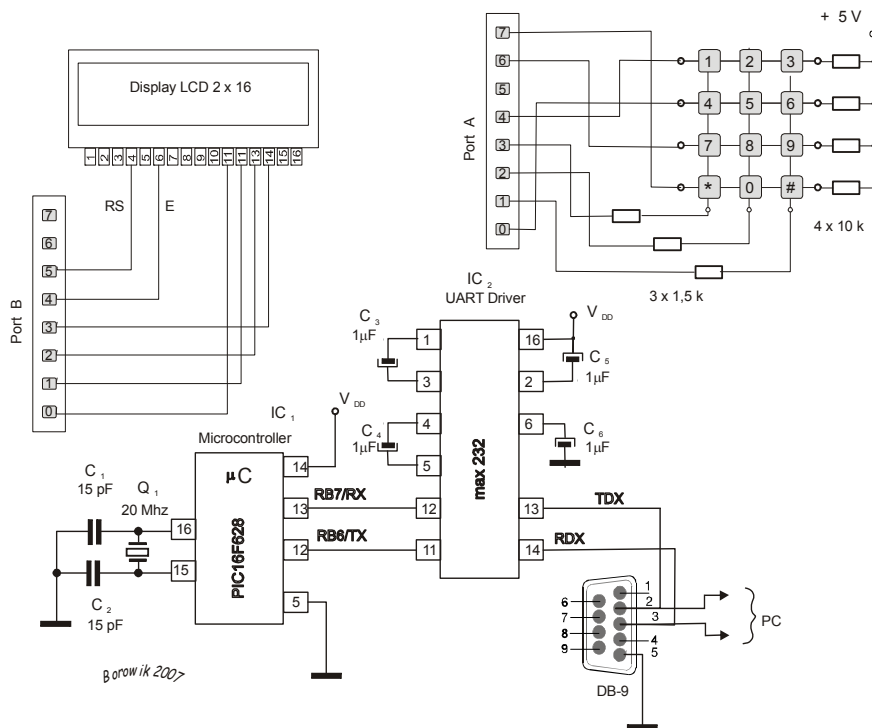 Display LCD 2 x 16
1 2 3 4 5 6 7 8 9 10 11 11 13 14 15 16
RS E
Port B
7
6
5
4
3
2
1
0
Port A
7
6
5
4
3
2
1
0
+ 5 V
1 2 3
4 5 6
7 8 9
* 0 #
4 x 10 k
3 x 1,5 k
IC 2
UART Driver
V DD
C 3
1µF
C 4
1µF
C 5
1µF
C 6
1µF
1
3
4
5
12
11
16
2
6
13
14
max 232
TDX
RDX
IC 1
Microcontroller
V DD
µC
PIC16F628
14
13
12
5
16
15
RB7/RX
RB6/TX
C 1
15 pF
Q 1
20 Mhz
C 2
15 pF
1
2
3
4
5
6
7
8
9
PC
DB-9
Borowik 2007